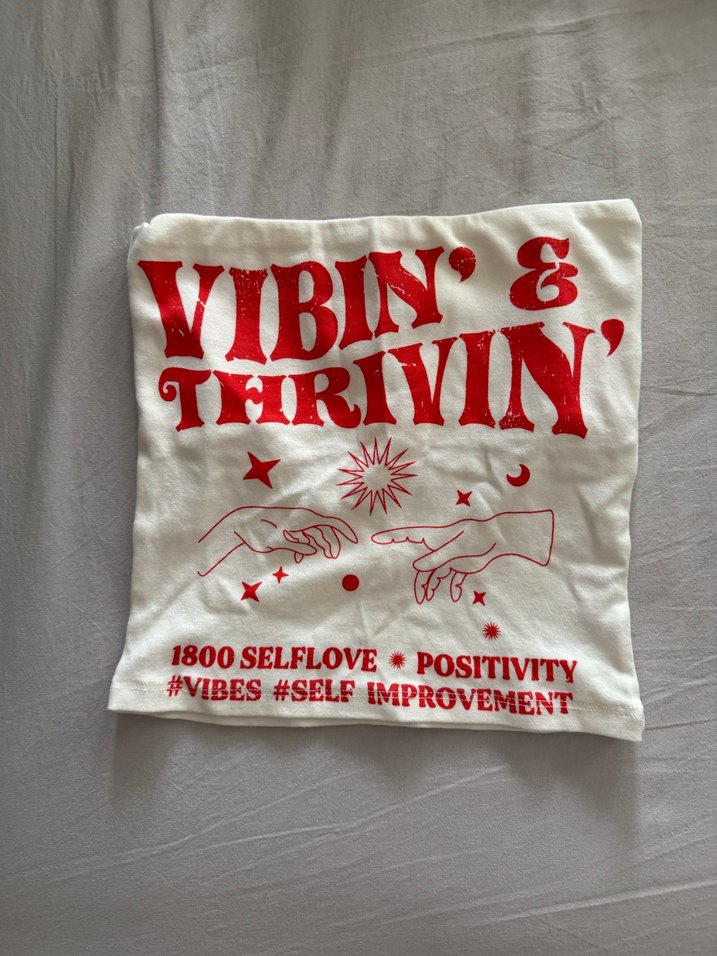 VIBIN' &
THRIVIN'
1800 SELFLOVE ✺ POSITIVITY
#VIBES #SELF IMPROVEMENT